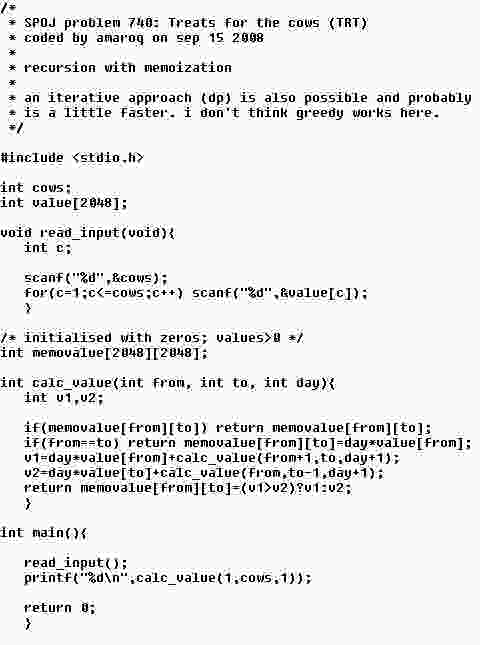 /*
 * SPOJ problem 740: Treats for the cows (TRT)
 * coded by amaroq on sep 15 2008
 *
 * recursion with memoization
 *
 * an iterative approach (dp) is also possible and probably
 * is a little faster. i don't think greedy works here.
 */

#include <stdio.h>

int cows;
int value[2048];

void read_input(void){
   int c;

   scanf("%d",&cows);
   for(c=1;c<=cows;c++) scanf("%d",&value[c]);
   }

/* initialised with zeros; values>0 */
int memovalue[2048][2048];

int calc_value(int from, int to, int day){
   int v1,v2;

   if(memovalue[from][to]) return memovalue[from][to];
   if(from==to) return memovalue[from][to]=day*value[from];
   v1=day*value[from]+calc_value(from+1,to,day+1);
   v2=day*value[to]+calc_value(from,to-1,day+1);
   return memovalue[from][to]=(v1>v2)?v1:v2;
   }

int main(){

   read_input();
   printf("%d\n",calc_value(1,cows,1));

   return 0;
   }